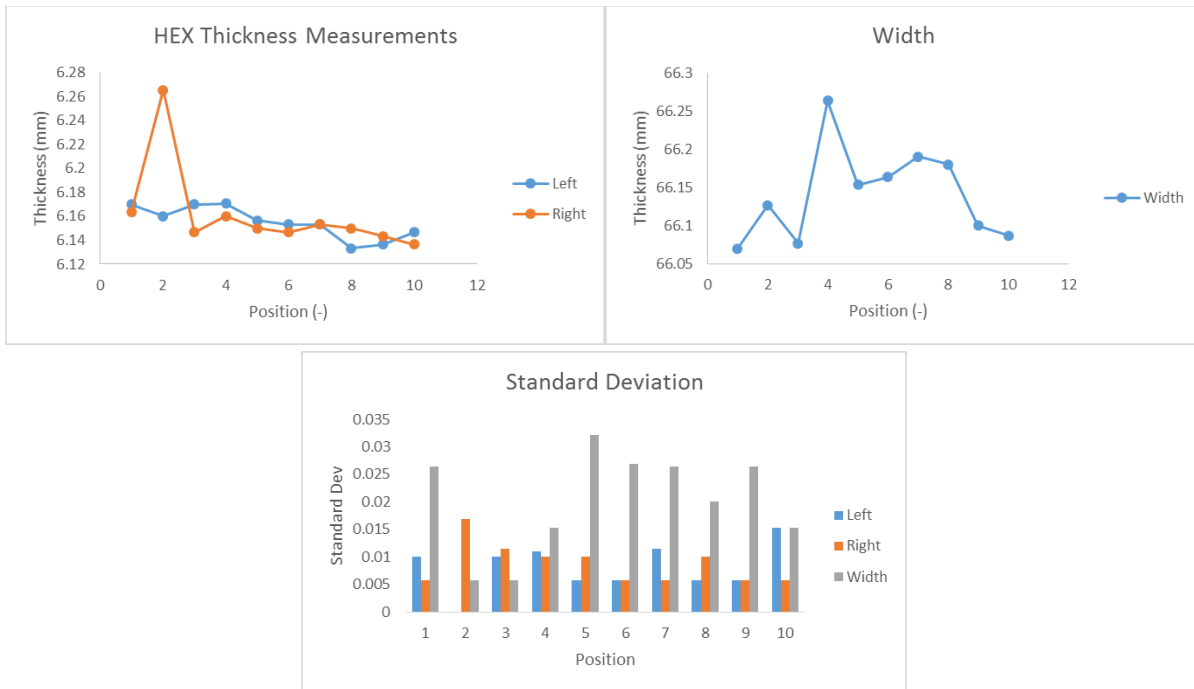 HEX Thickness Measurements
Thickness (mm)
6.28
6.26
6.24
6.22
6.2
6.18
6.16
6.14
6.12
0 2 4 6 8 10 12
Position (-)
Left
Right
Width
Thickness (mm)
66.3
66.25
66.2
66.15
66.1
66.05
0 2 4 6 8 10 12
Position (-)
Width
Standard Deviation
Standard Dev
0.035
0.03
0.025
0.02
0.015
0.01
0.005
0
1 2 3 4 5 6 7 8 9 10
Position
Left
Right
Width